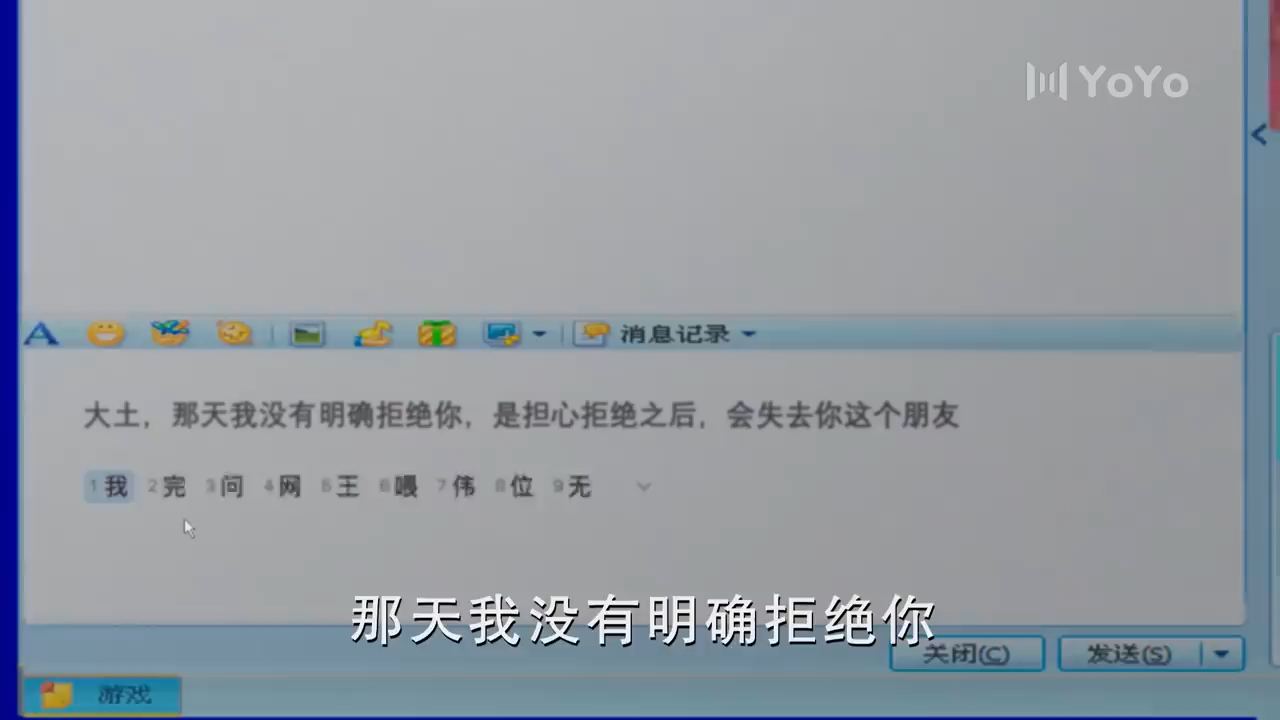 YoYo
A
消息记录
大土，那天我没有明确拒绝你，是担心拒绝之后，会失去你这个朋友
1我 2完 3问 4网 5王 6喂 7伟 8位 9无
那天我没有明确拒绝你
关闭(C) 发送(S)
游戏